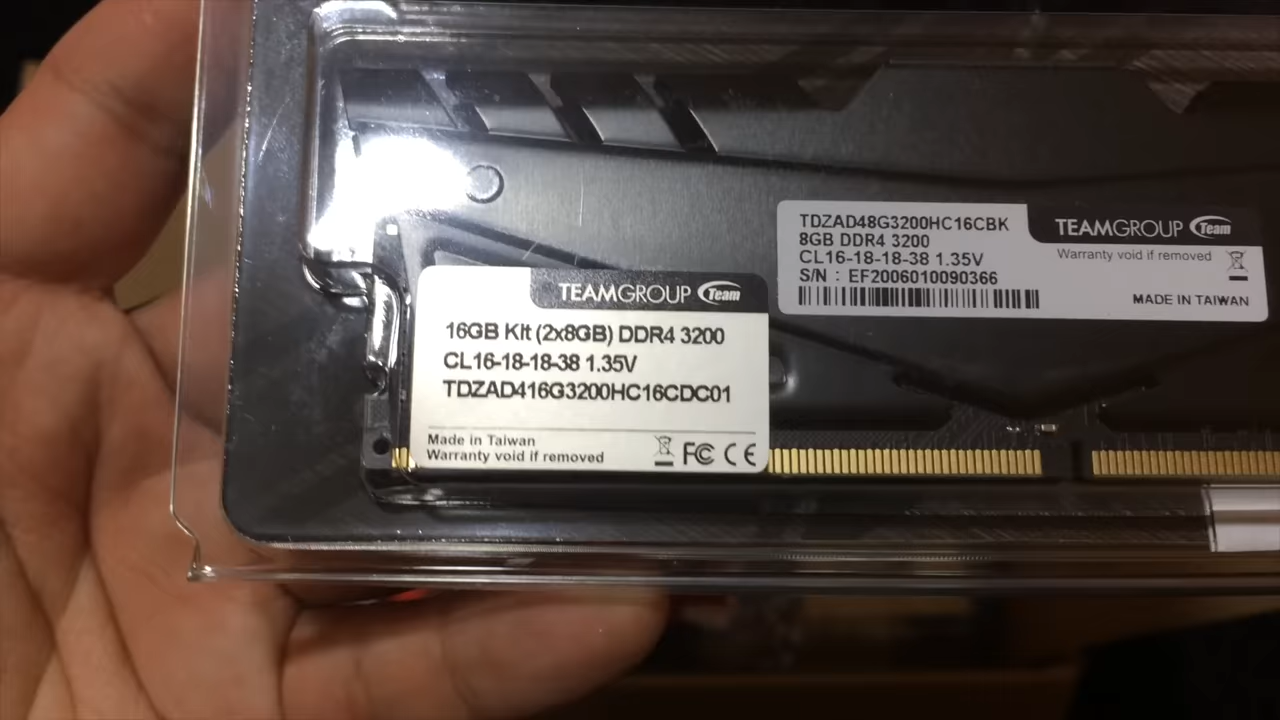 TEAMGROUP Team
16GB Kit (2x8GB) DDR4 3200
CL16-18-18-38 1.35V
TDZAD416G3200HC16CDC01
Made in Taiwan
Warranty void if removed
FC CE
TDZAD48G3200HC16CBK
8GB DDR4 3200
CL16-18-18-38 1.35V
S/N : EF2006010090366
TEAMGROUP Team
Warranty void if removed
MADE IN TAIWAN